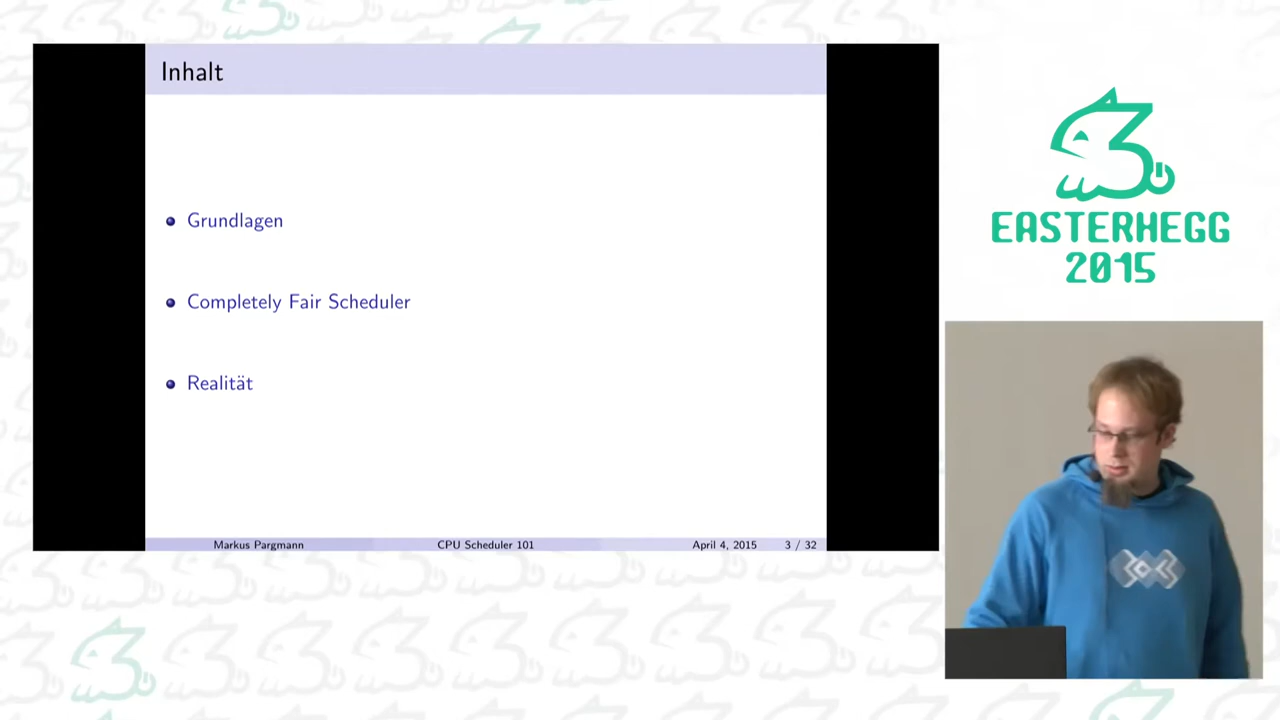 Inhalt
Grundlagen
Completely Fair Scheduler
Realität
Markus Pargmann CPU Scheduler 101 April 4, 2015 3 / 32
EASTERHEGG
2015